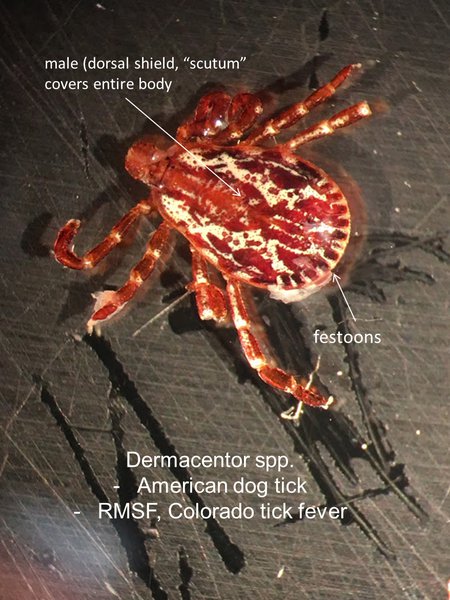 male (dorsal shield, “scutum”
covers entire body
festoons
Dermacentor spp.
- American dog tick
- RMSF, Colorado tick fever